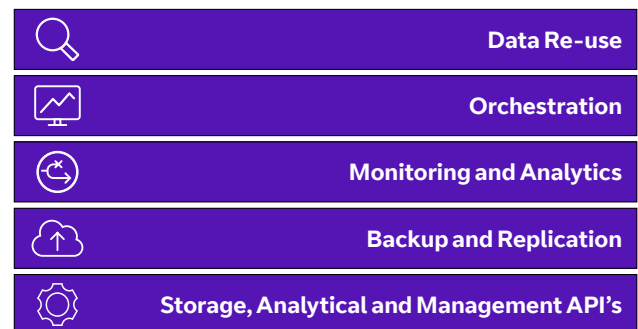 Data Re-use
Orchestration
Monitoring and Analytics
Backup and Replication
Storage, Analytical and Management API's